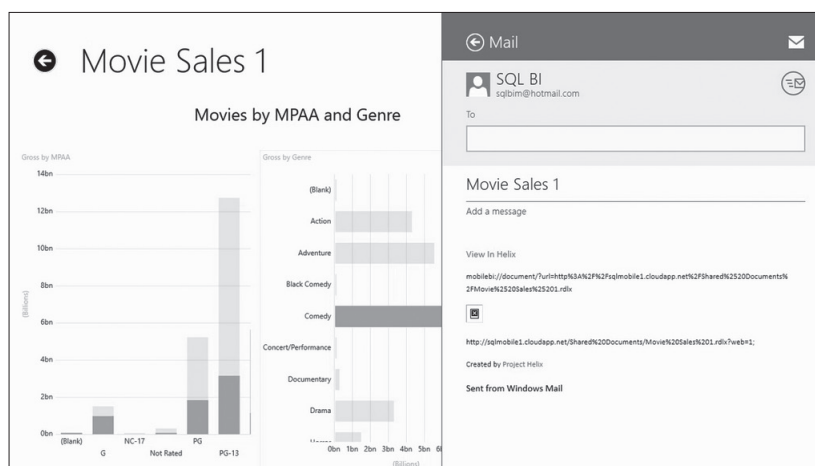 Movie Sales 1
Movies by MPAA and Genre
Gross by MPAA
14bn
12bn
10bn
8bn
6bn
4bn
2bn
0bn
(Billions)
(Blank)
G
NC-17
Not Rated
PG
PG-13
Gross by Genre
(Blank)
Action
Adventure
Black Comedy
Comedy
Concert/Performance
Documentary
Drama
0bn 1bn 2bn 3bn 4bn 5bn
(Billions)
Mail
SQL BI
sqlbim@hotmail.com
To
Movie Sales 1
Add a message
View In Helix
mobilebi://document/?url=http%3A%2F%2Fsqlmobile1.cloudapp.net%2FShared%2520Documents%
2FMovie%2520Sales%25201.rdlx
http://sqlmobile1.cloudapp.net/Shared%20Documents/Movie%20Sales%201.rdlx?web=1;
Created by Project Helix
Sent from Windows Mail